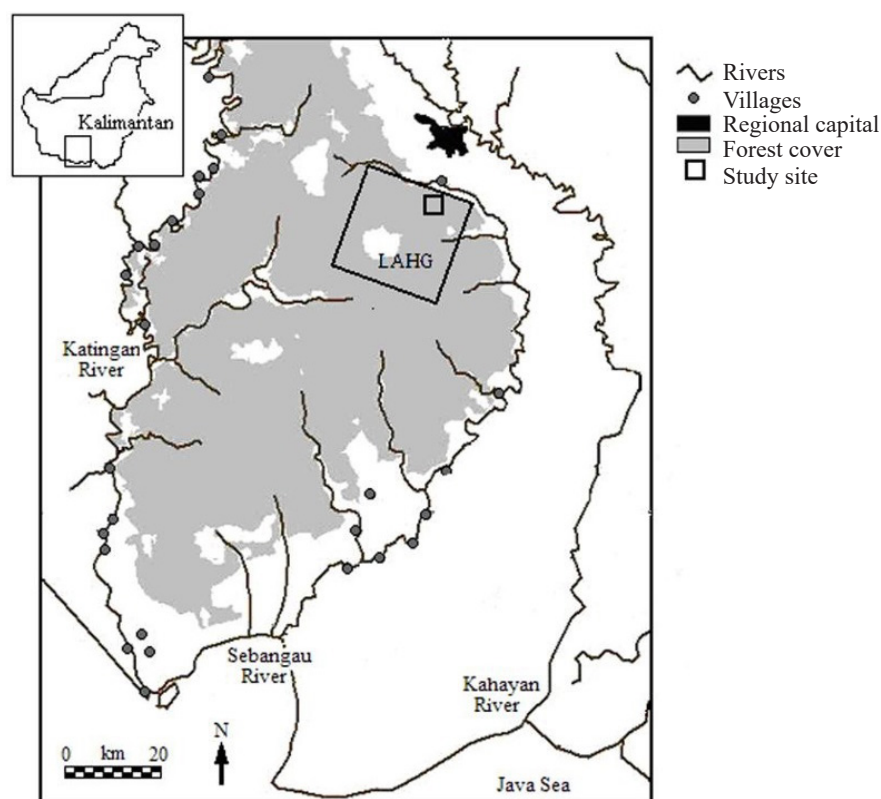 Kalimantan
Rivers
Villages
Regional capital
Forest cover
Study site
LAHG
Katingan
River
Sebangau
River
Kahayan
River
N
0 km 20
Java Sea